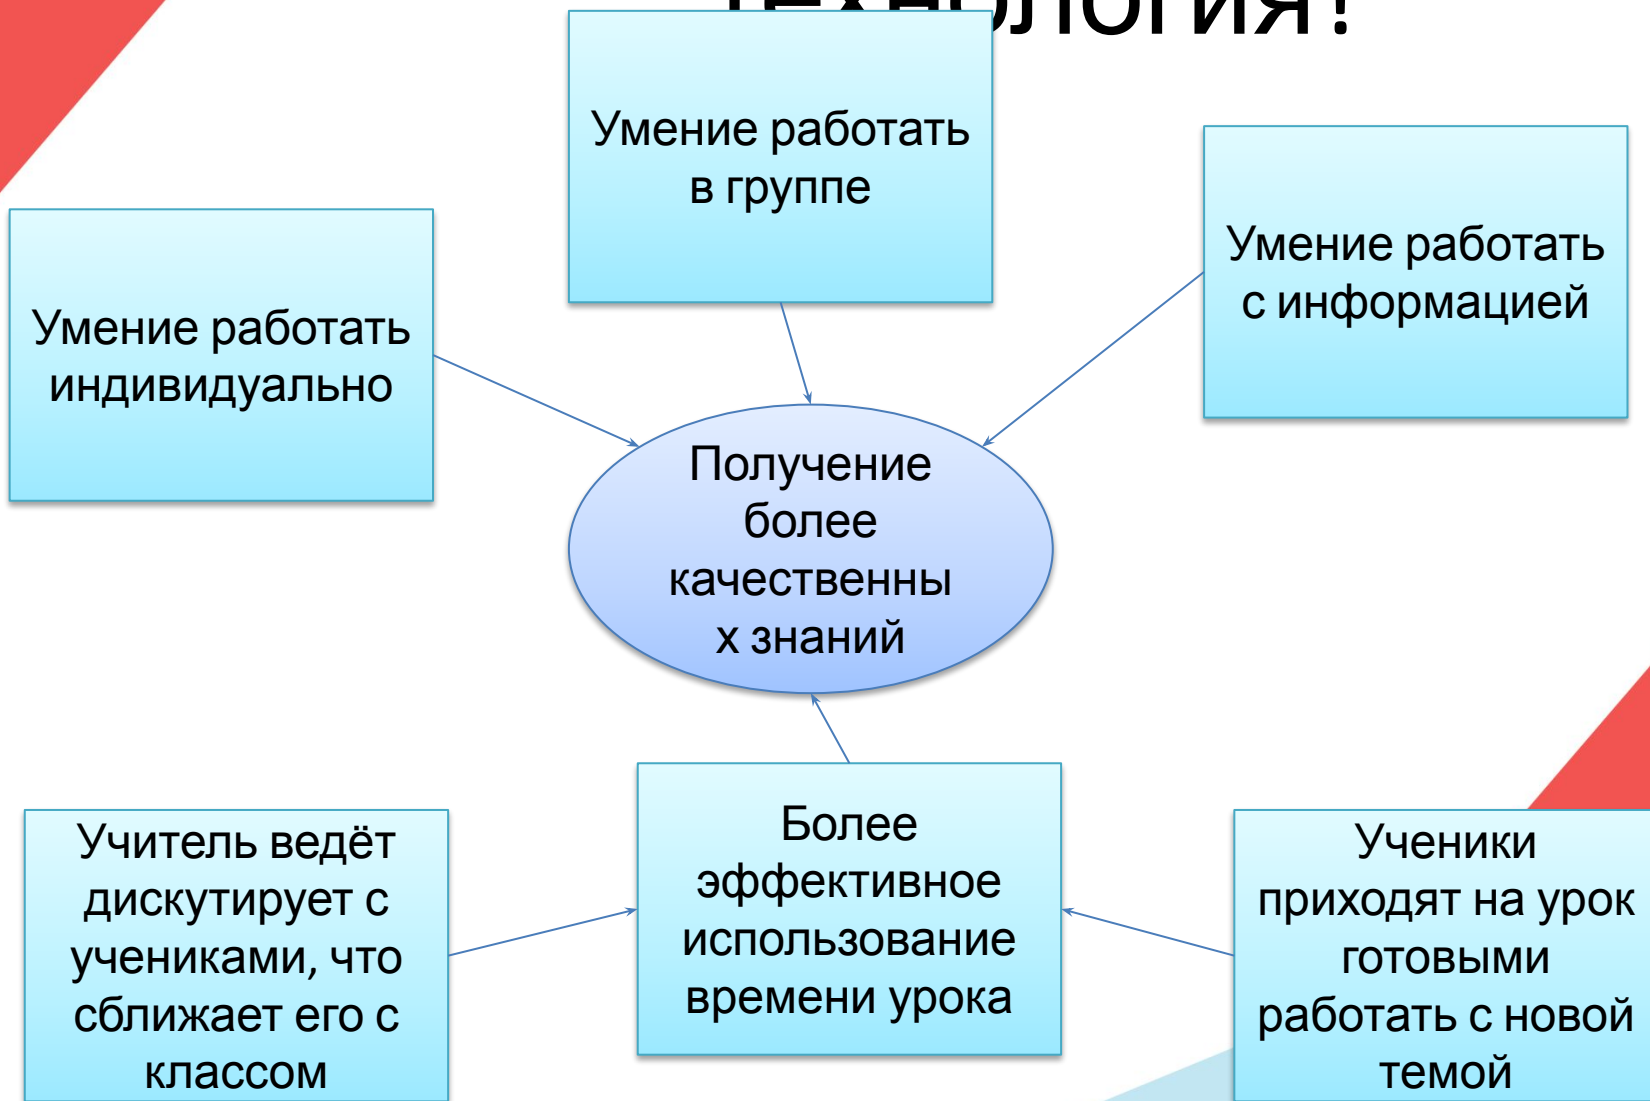 технология?
Умение работать
в группе
Умение работать
с информацией
Умение работать
индивидуально
Получение
более
качественны
х знаний
Более
эффективное
использование
времени урока
Учитель ведёт
дискутирует с
учениками, что
сближает его с
классом
Ученики
приходят на урок
готовыми
работать с новой
темой